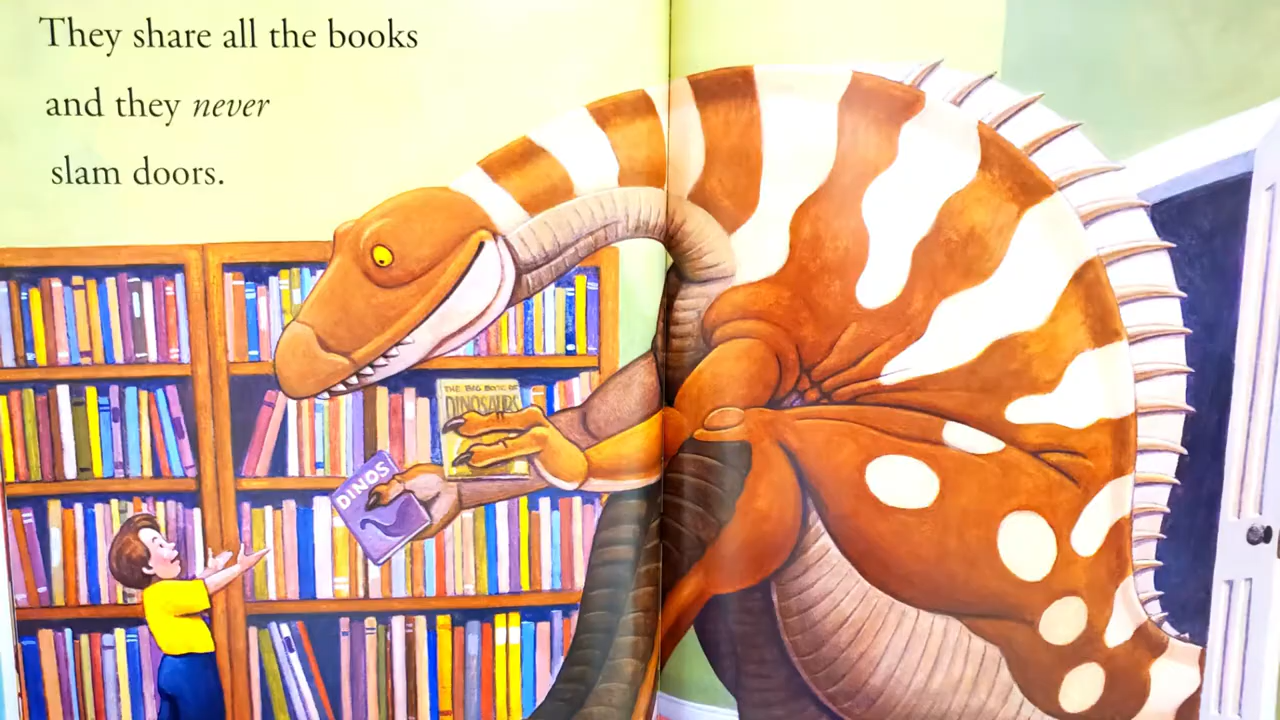 They share all the books
and they never
slam doors.
THE BIG BOOK OF
DINOSAURS
DINOS